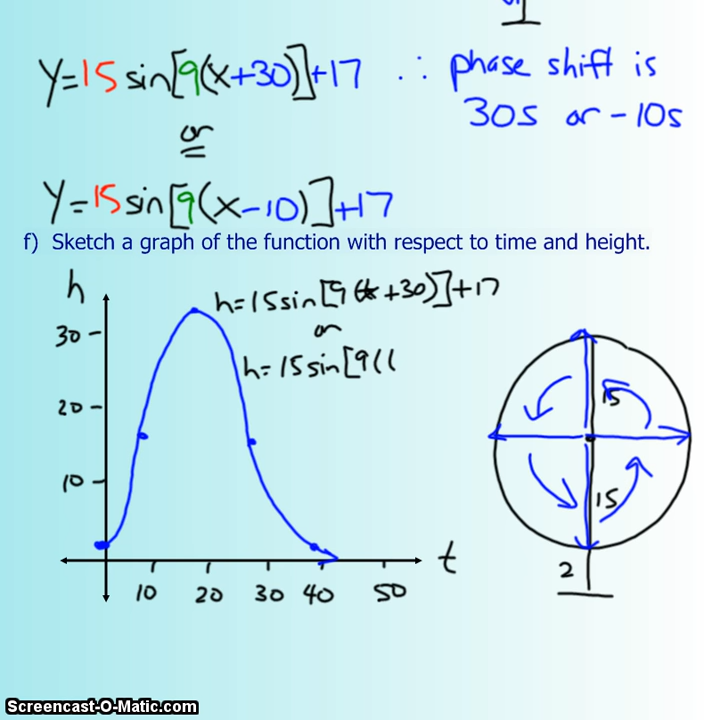 y=15 sin[9(x+30)]+17 ∴ phase shift is
30s or -10s
or
y=15 sin[9(x-10)]+17
f) Sketch a graph of the function with respect to time and height.
h
h=15sin[9(t+30)]+17
or
h=15sin[9((
30
20
10
t
10 20 30 40 50
15
15
2
Screencast-O-Matic.com